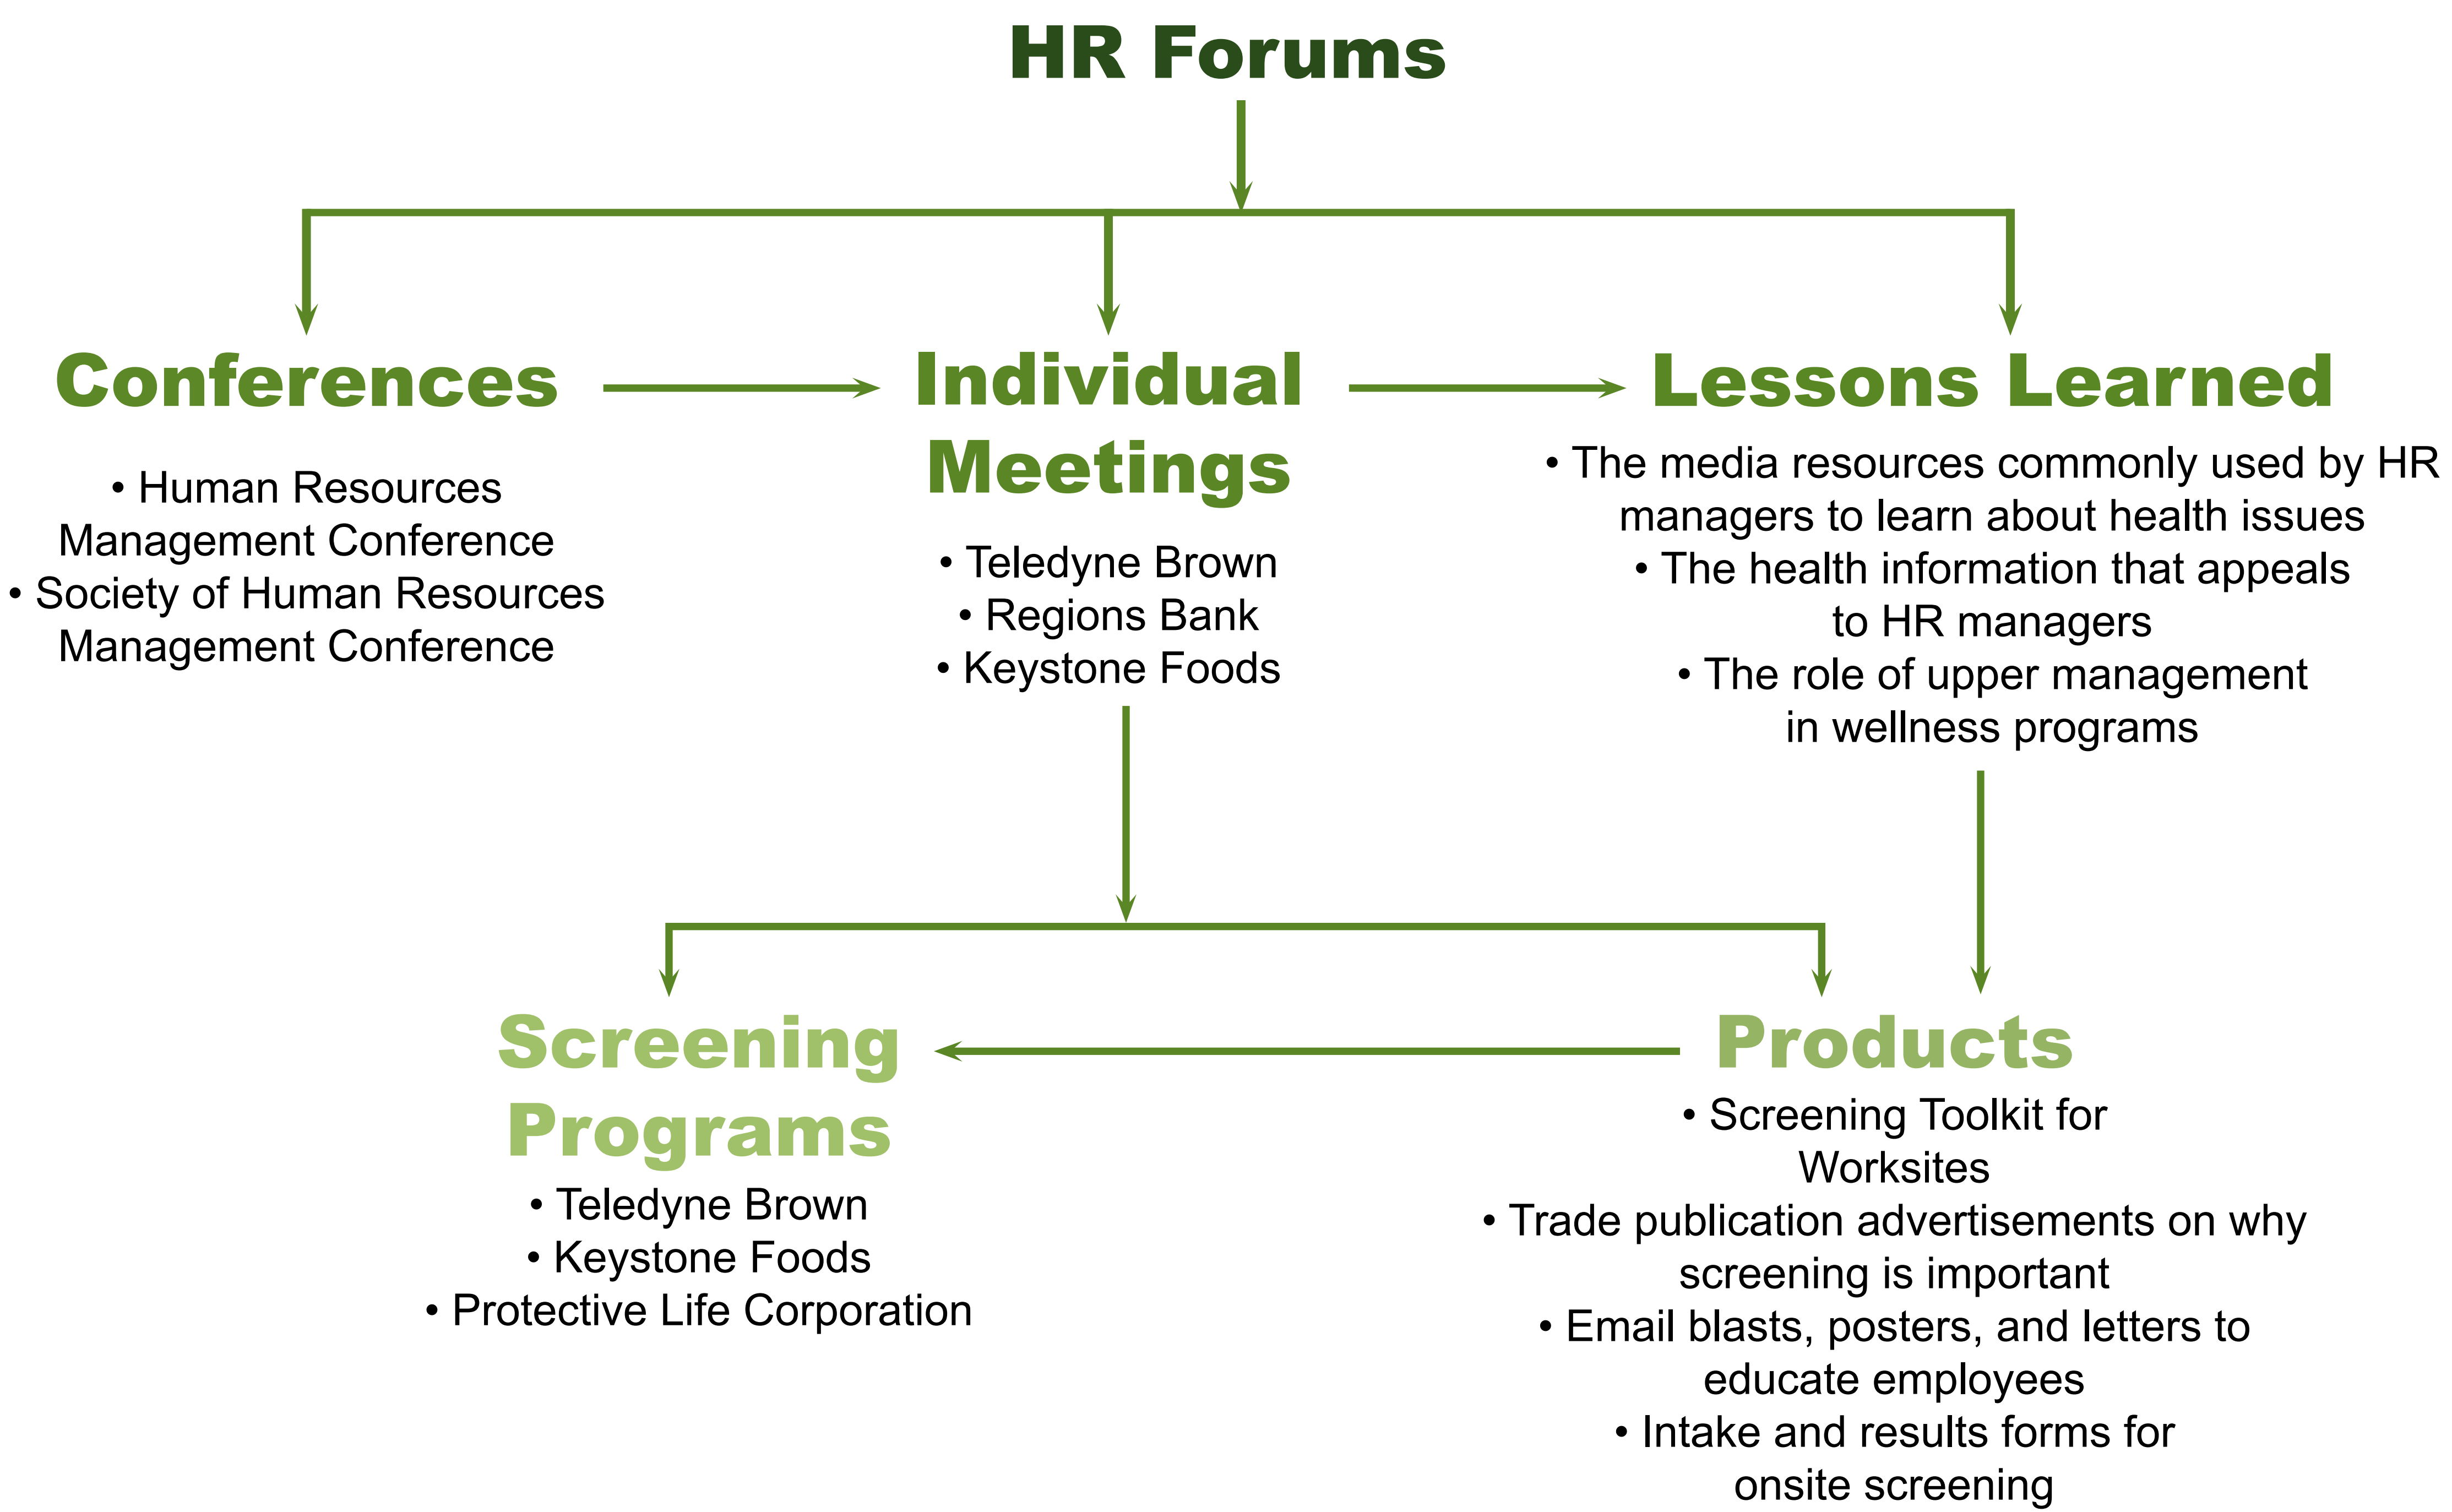 HR Forums
Conferences
• Human Resources
Management Conference
• Society of Human Resources
Management Conference
Individual
Meetings
• Teledyne Brown
• Regions Bank
• Keystone Foods
Lessons Learned
• The media resources commonly used by HR
managers to learn about health issues
• The health information that appeals
to HR managers
• The role of upper management
in wellness programs
Screening
Programs
• Teledyne Brown
• Keystone Foods
• Protective Life Corporation
Products
• Screening Toolkit for
Worksites
• Trade publication advertisements on why
screening is important
• Email blasts, posters, and letters to
educate employees
• Intake and results forms for
onsite screening